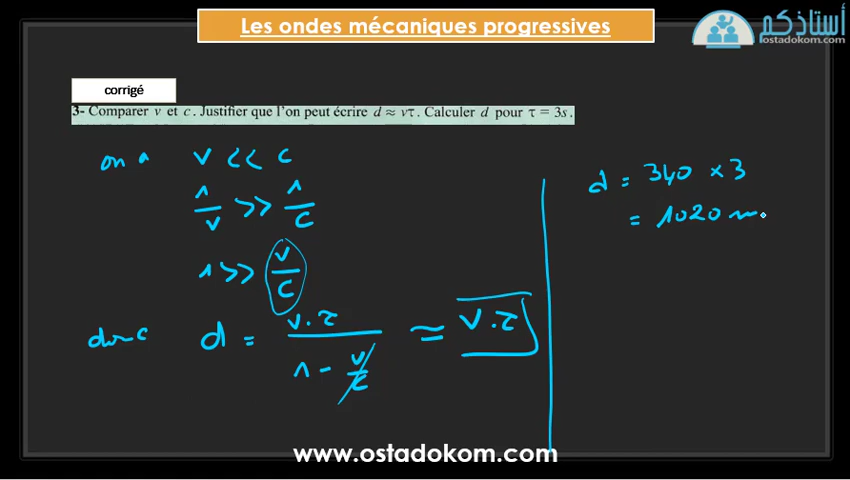 Les ondes mécaniques progressives
أستاذكم
ostadokom.com
corrigé
3- Comparer v et c. Justifier que l'on peut écrire d ≈ vτ. Calculer d pour τ = 3s.
on a v << c
1/v >> 1/c
1 >> v/c
donc d = v.τ / (1 - v/c) ≈ v.τ
d = 340 × 3
= 1020 m
www.ostadokom.com